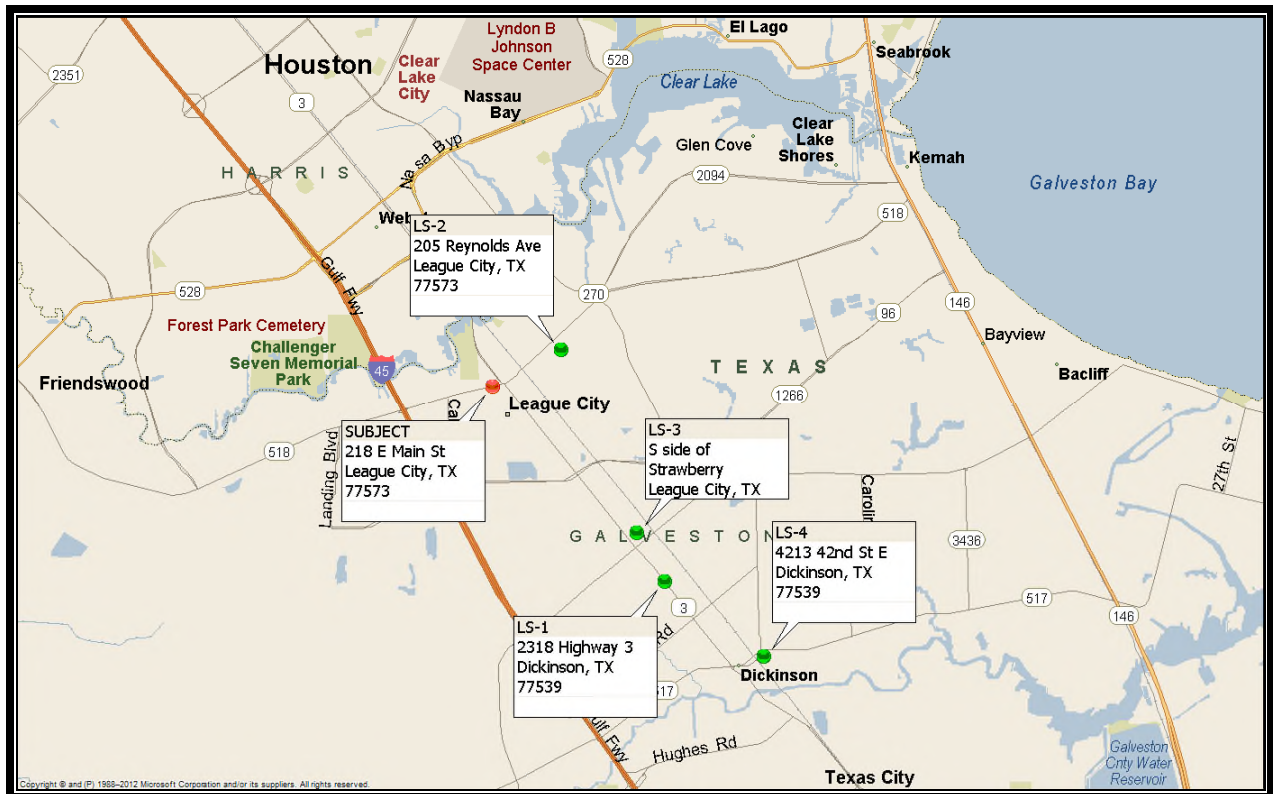 Lyndon B
Johnson
Space Center
El Lago
Seabrook
528
Houston
Clear
Lake
City
2351
3
Nassau
Bay
Clear Lake
Clear
Lake
Shores
Glen Cove
Kemah
Nasa Byp
HARRIS
2094
Galveston Bay
518
LS-2
205 Reynolds Ave
League City, TX
77573
Gulf Fwy
528
270
146
96
Forest Park Cemetery
Challenger
Seven Memorial
Park
Bayview
45
TEXAS
Bacliff
Friendswood
1266
League City
SUBJECT
218 E Main St
League City, TX
77573
LS-3
S side of
Strawberry
League City, TX
518
Landing Blvd
27th St
GALVESTON
LS-4
4213 42nd St E
Dickinson, TX
77539
3436
517
146
3
LS-1
2318 Highway 3
Dickinson, TX
77539
Rd
Dickinson
Hughes Rd
Galveston
Cnty Water
Reservoir
Texas City
Copyright © and (P) 1988–2012 Microsoft Corporation and/or its suppliers. All rights reserved.